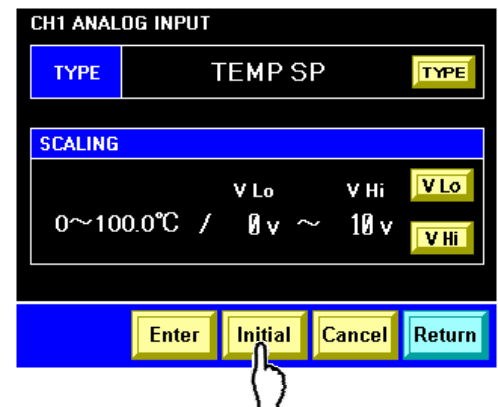 CH1 ANALOG INPUT
TYPE TEMP SP TYPE
SCALING
V Lo V Hi V Lo
0～100.0℃ / 0 v ～ 10 v
V Hi
Enter Initial Cancel Return